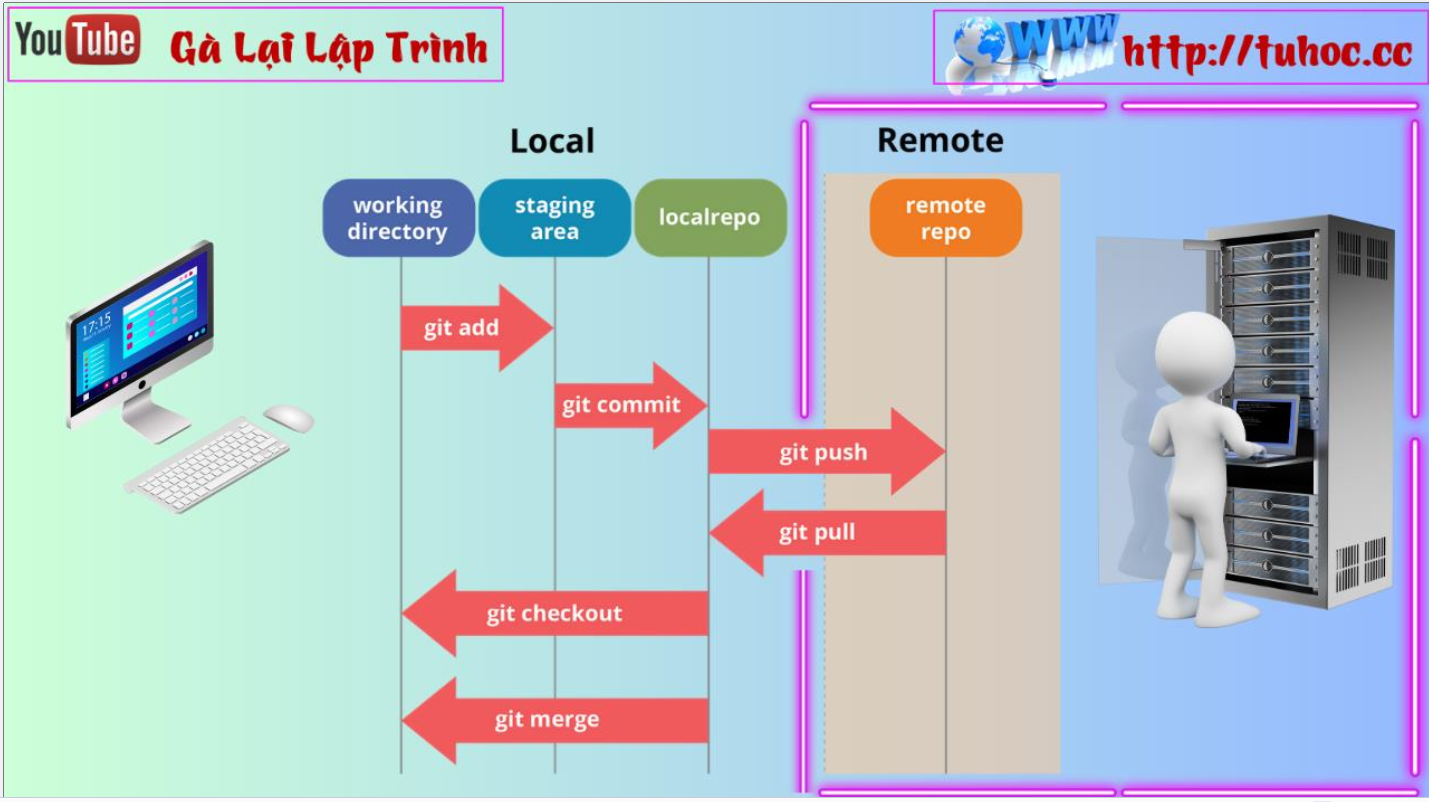 YouTube Gà Lại Lập Trình
WWW http://tuhoc.cc
Local
Remote
working
directory
staging
area
localrepo
remote
repo
17:15
git add
git commit
git push
git pull
git checkout
git merge